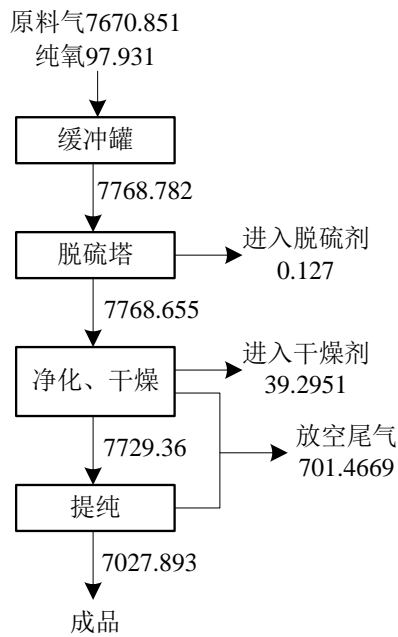 原料气7670.851
纯氧97.931
缓冲罐
7768.782
脱硫塔
进入脱硫剂
0.127
7768.655
净化、干燥
进入干燥剂
39.2951
7729.36
放空尾气
701.4669
提纯
7027.893
成品